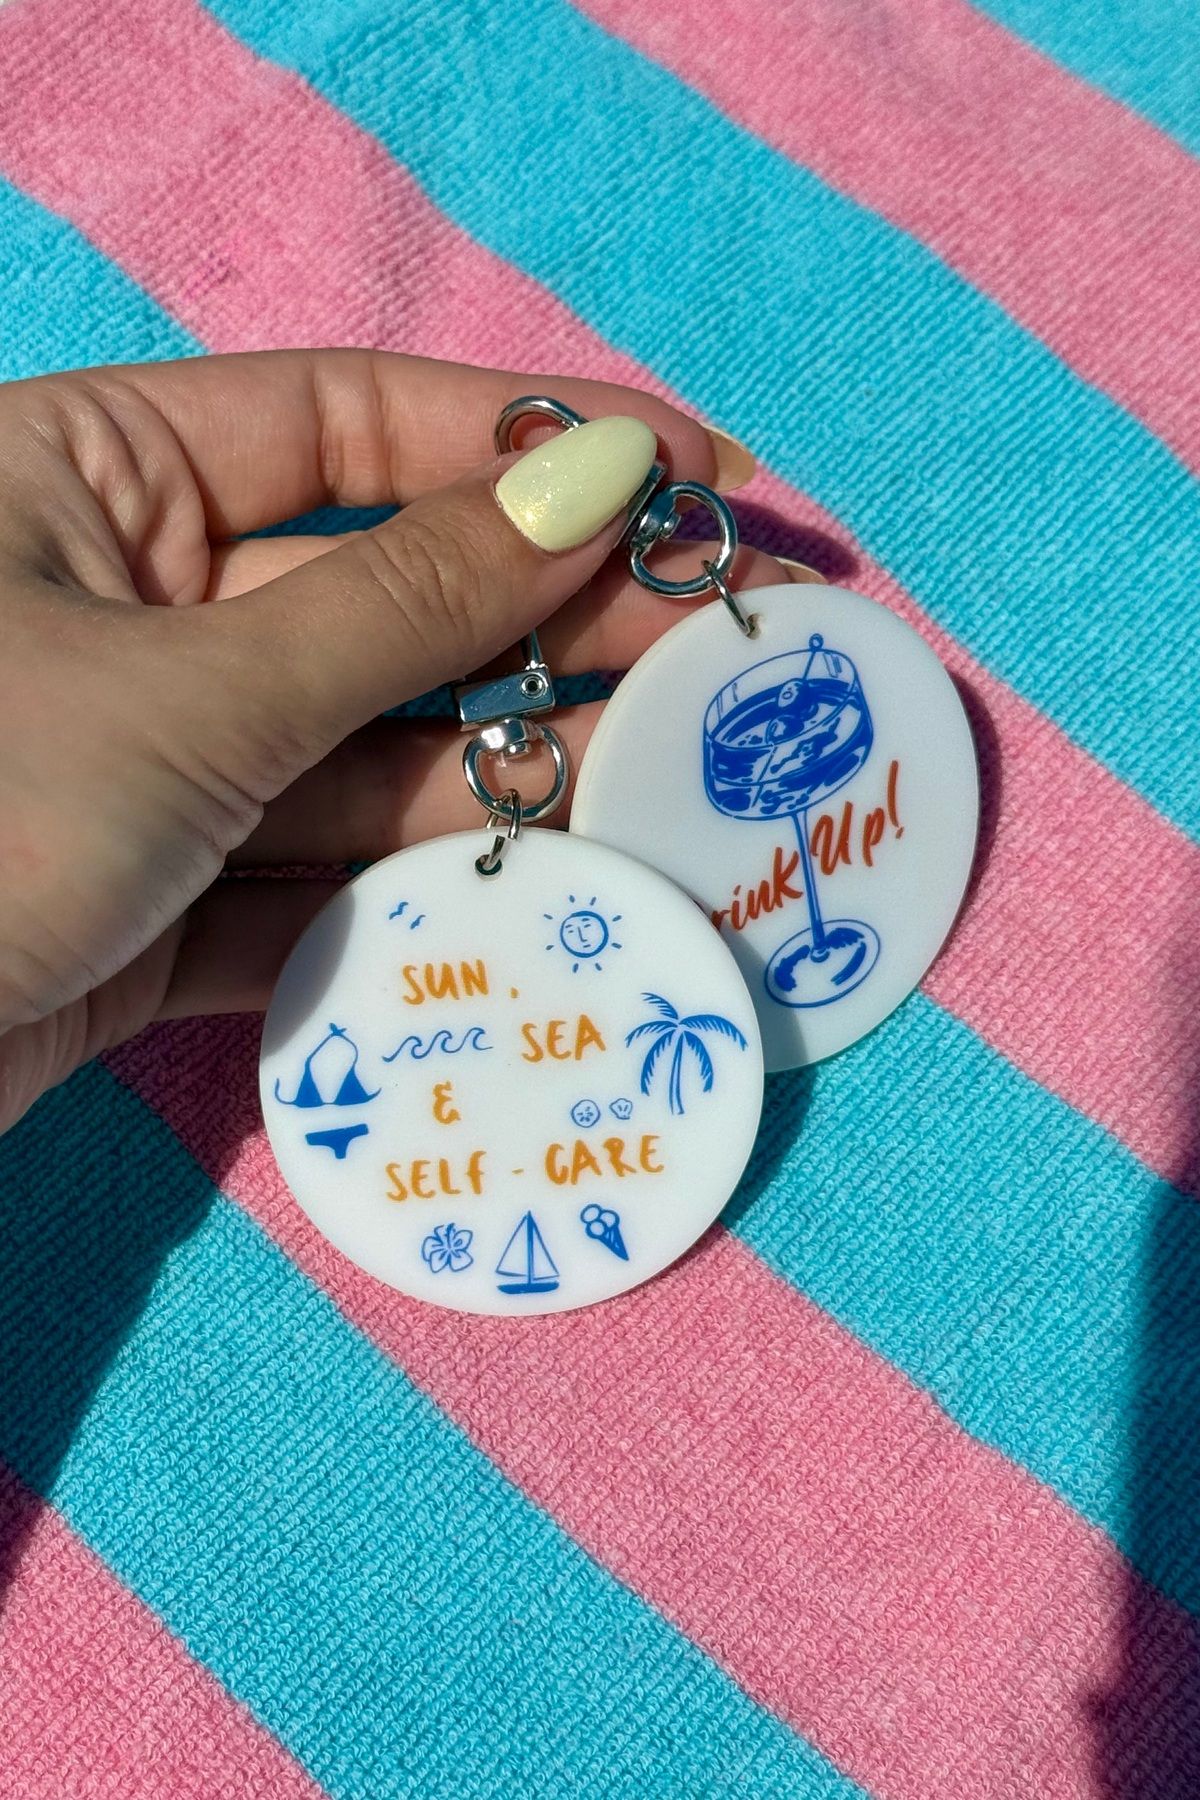 SUN,
SEA
&
SELF - CARE
Up!